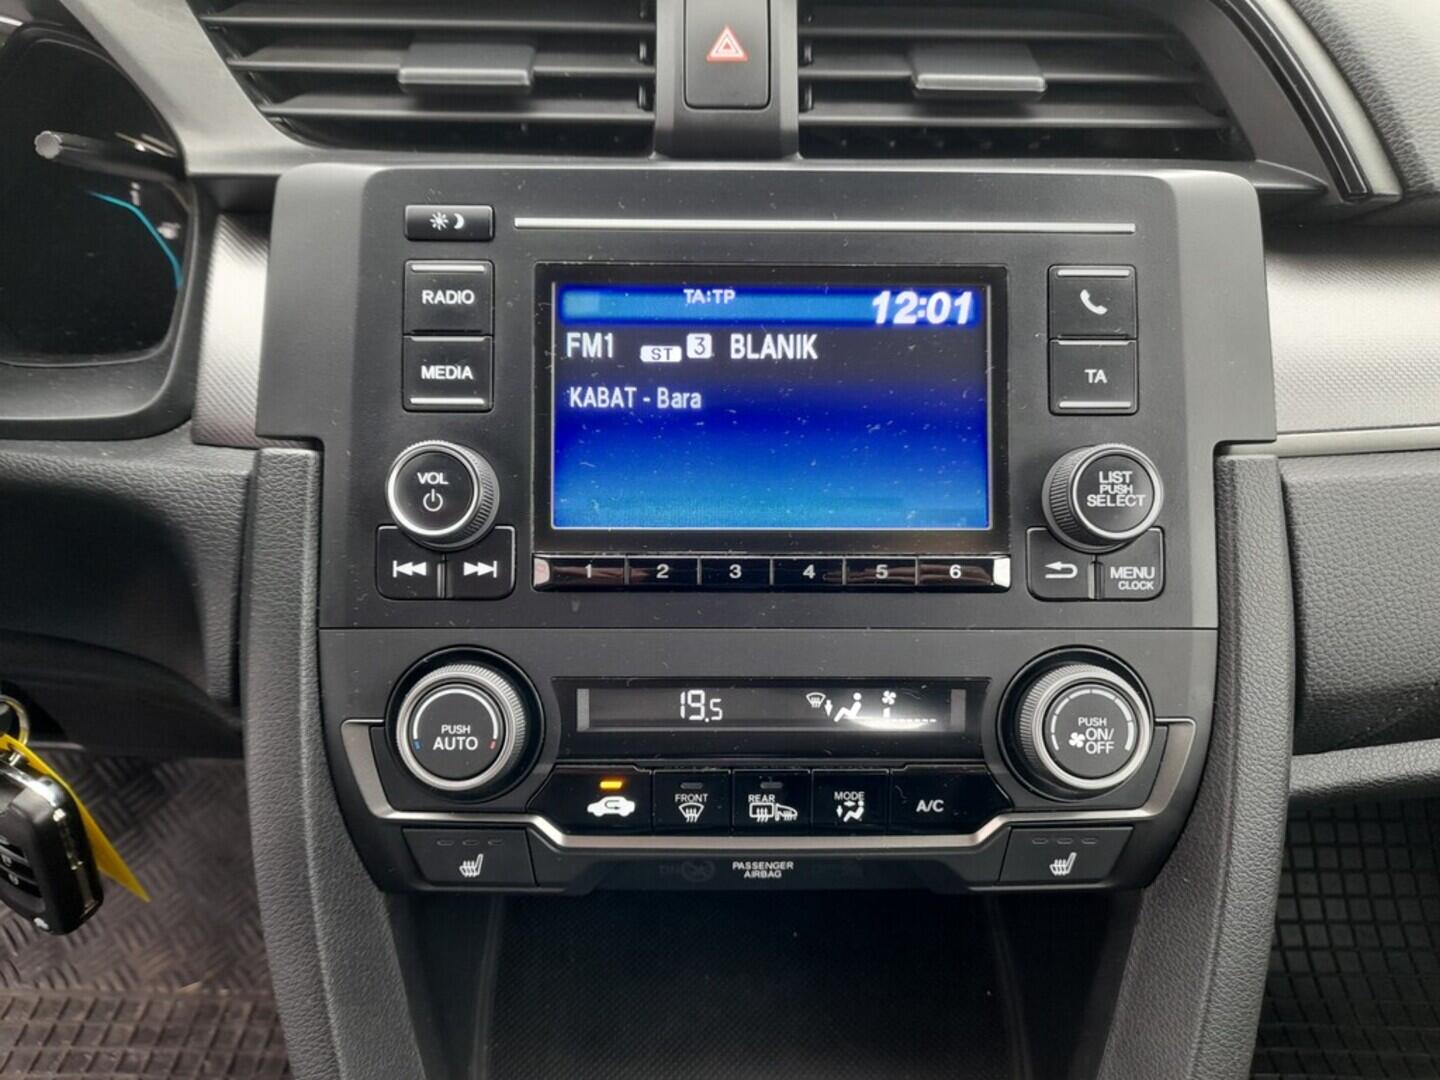 RADIO
MEDIA
VOL
TA:TP
12:01
FM1 ST 3 BLANIK
KABAT - Bara
1 2 3 4 5 6
TA
LIST
PUSH
SELECT
MENU
CLOCK
PUSH
AUTO
19.5
PUSH
ON/
OFF
FRONT
REAR
MODE
A/C
PASSENGER
AIRBAG